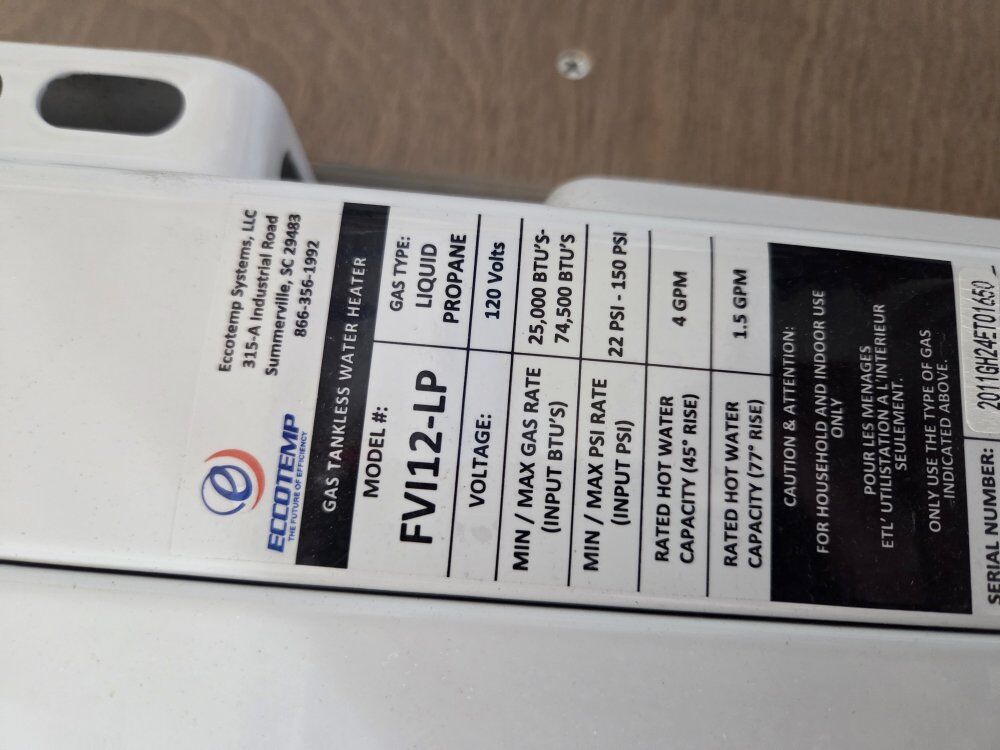 Eccotemp Systems, LLC
315-A Industrial Road
Summerville, SC 29483
866-356-1992
e
ECCOTEMP
THE FUTURE OF EFFICIENCY
GAS TANKLESS WATER HEATER
MODEL #:
FVI12-LP
GAS TYPE:
LIQUID
PROPANE
VOLTAGE:
120 Volts
MIN / MAX GAS RATE
(INPUT BTU'S)
25,000 BTU'S-
74,500 BTU'S
MIN / MAX PSI RATE
(INPUT PSI)
22 PSI - 150 PSI
RATED HOT WATER
CAPACITY (45° RISE)
4 GPM
RATED HOT WATER
CAPACITY (77° RISE)
1.5 GPM
CAUTION & ATTENTION:
FOR HOUSEHOLD AND INDOOR USE
ONLY
POUR LES MENAGES
ETL' UTILISTATION A L'INTERIEUR
SEULEMENT.
ONLY USE THE TYPE OF GAS
INDICATED ABOVE.
SERIAL NUMBER:
2011GH24ET01650